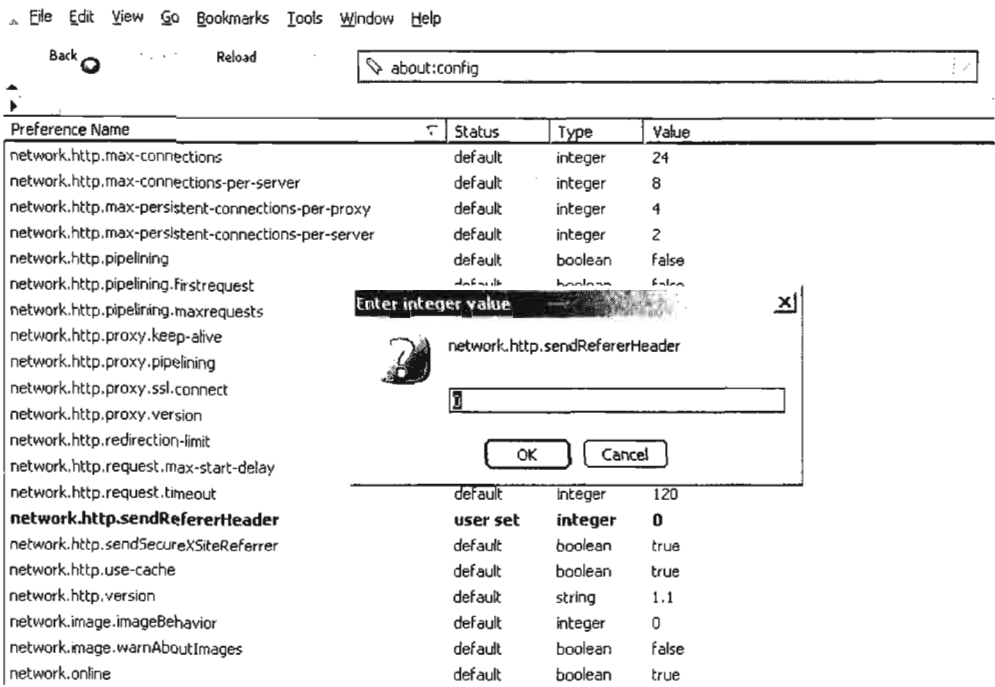 File Edit View Go Bookmarks Tools Window Help
Back Reload about:config
Preference Name Status Type Value
network.http.max-connections default integer 24
network.http.max-connections-per-server default integer 8
network.http.max-persistent-connections-per-proxy default integer 4
network.http.max-persistent-connections-per-server default integer 2
network.http.pipelining default boolean false
network.http.pipelining.firstrequest default boolean false
Enter integer value
network.http.pipelining.maxrequests
network.http.proxy.keep-alive
network.http.sendRefererHeader
network.http.proxy.pipelining
network.http.proxy.ssl.connect
0
network.http.proxy.version
network.http.redirection-limit
OK Cancel
network.http.request.max-start-delay
network.http.request.timeout default integer 120
network.http.sendRefererHeader user set integer 0
network.http.sendSecureXSiteReferrer default boolean true
network.http.use-cache default boolean true
network.http.version default string 1.1
network.image.imageBehavior default integer 0
network.image.warnAboutImages default boolean false
network.online default boolean true